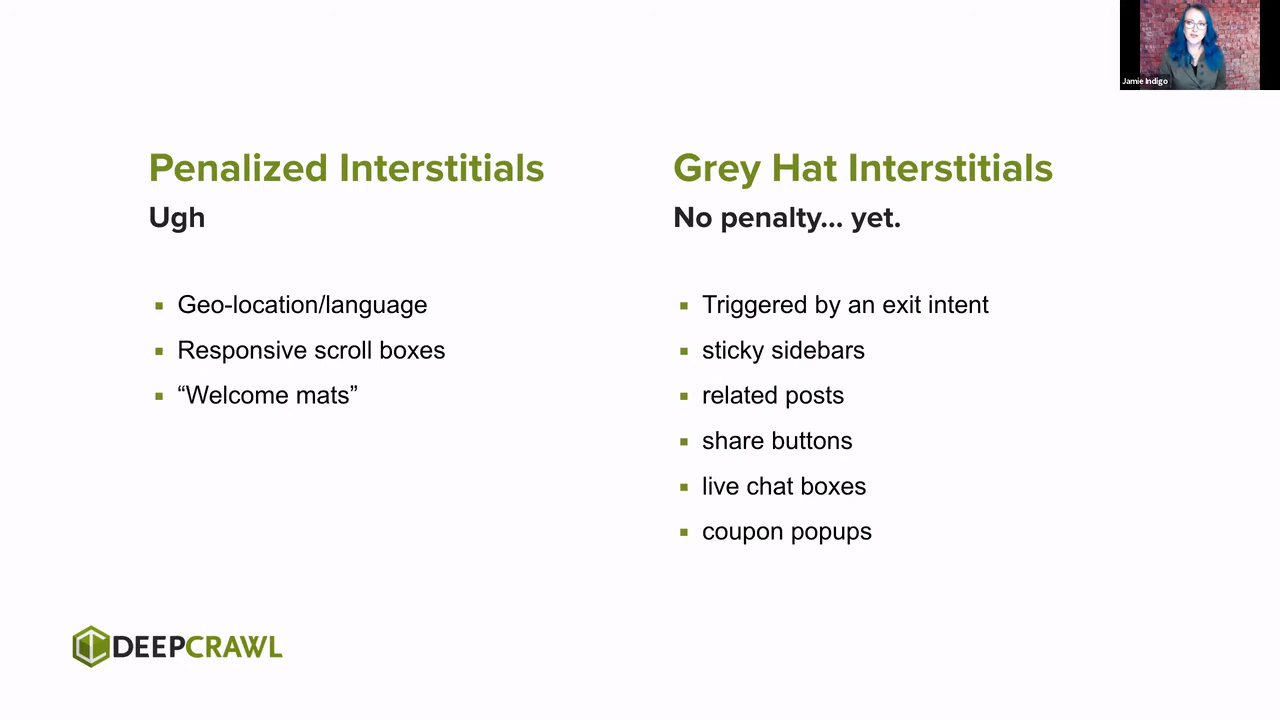 Jamie Indigo
Penalized Interstitials
Ugh
Geo-location/language
Responsive scroll boxes
“Welcome mats”
Grey Hat Interstitials
No penalty... yet.
Triggered by an exit intent
sticky sidebars
related posts
share buttons
live chat boxes
coupon popups
DEEPCRAWL